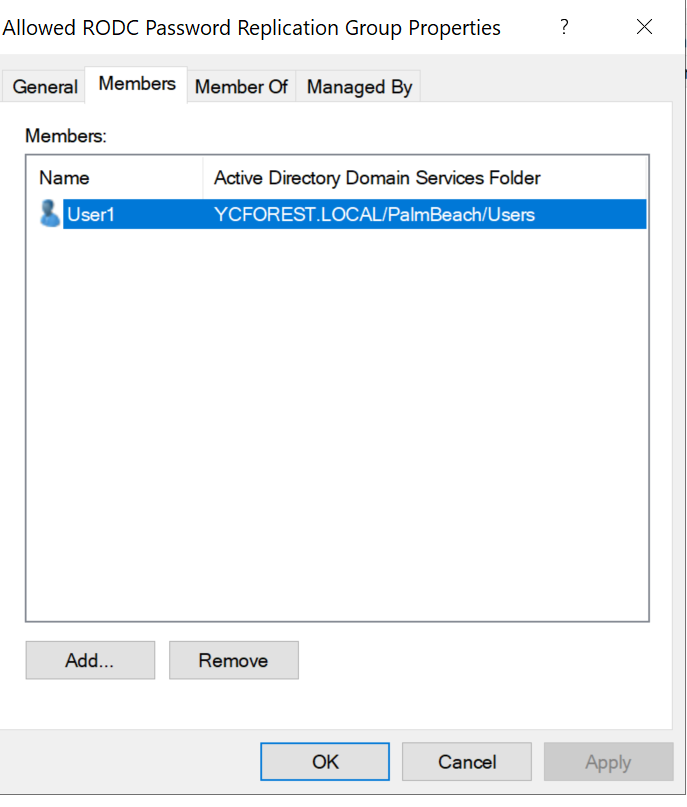 Allowed RODC Password Replication Group Properties ?
General Members Member Of Managed By
Members:
Name Active Directory Domain Services Folder
User1 YCFOREST.LOCAL/PalmBeach/Users
Add... Remove
OK Cancel Apply